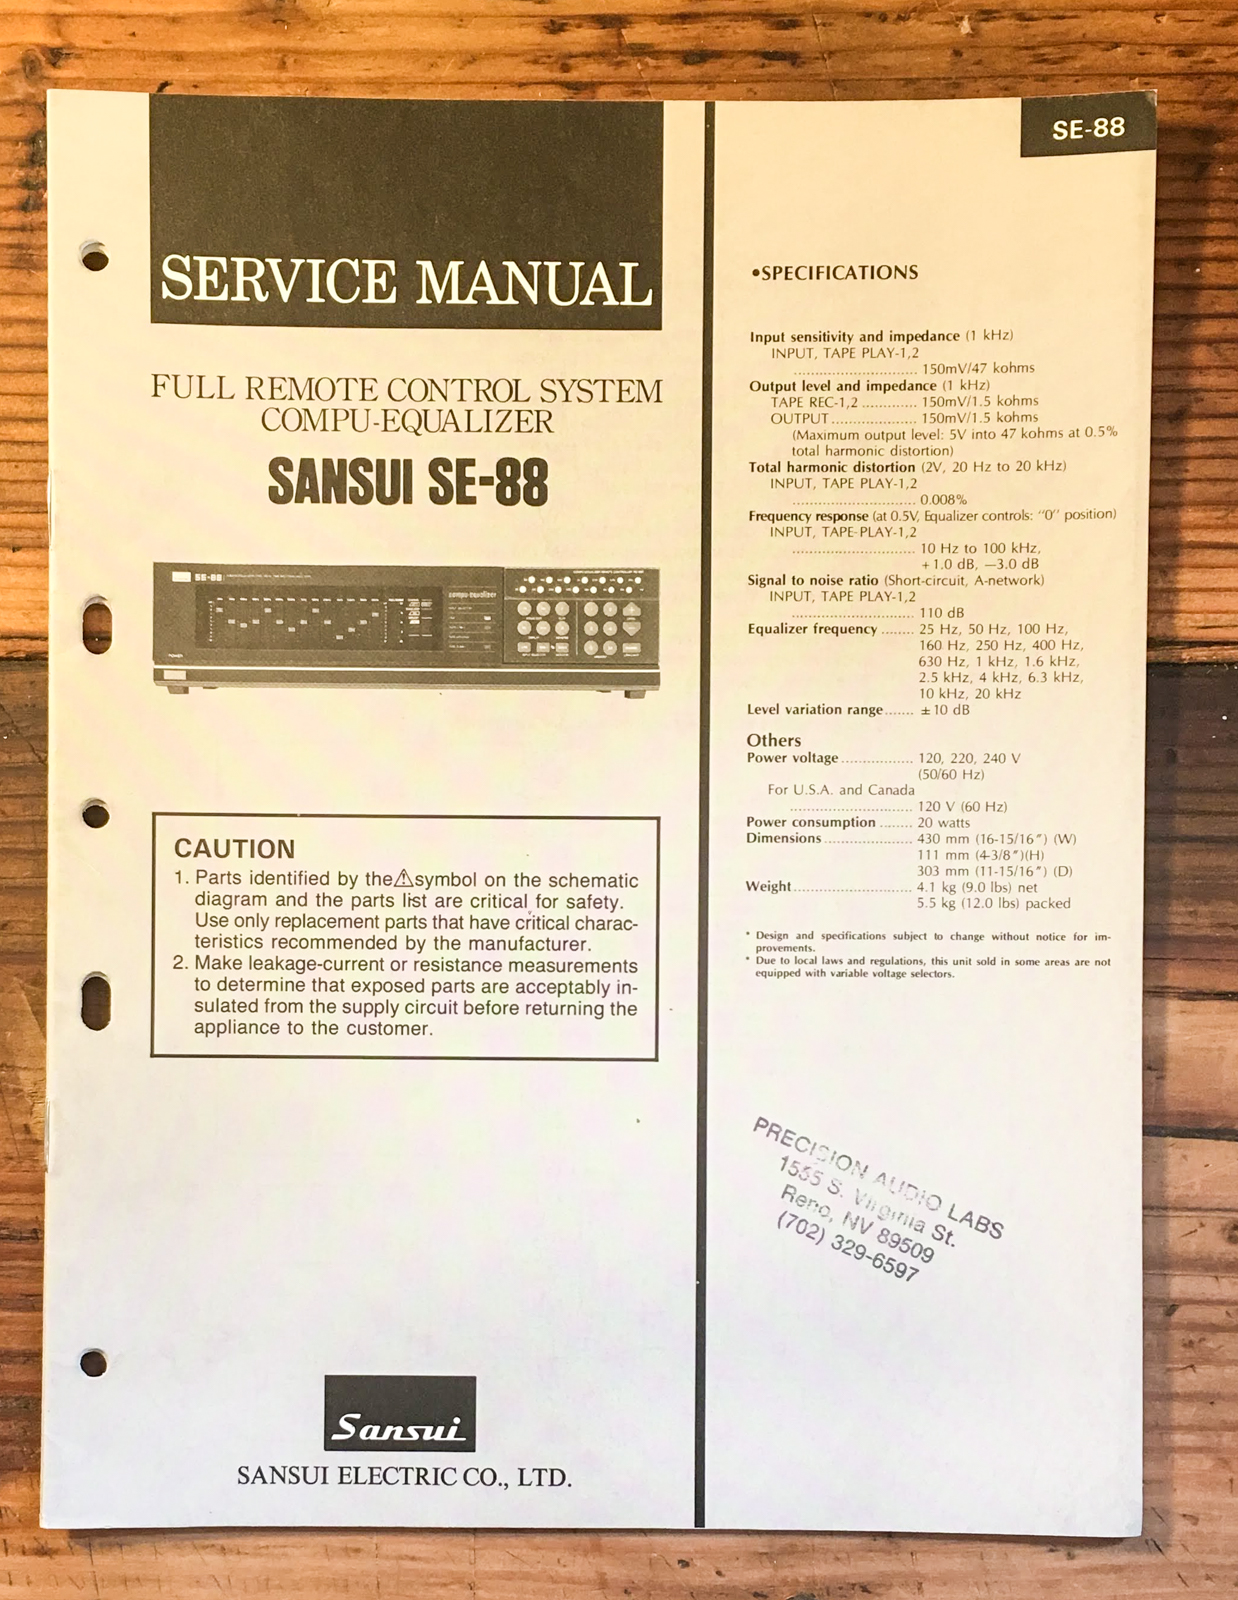 SERVICE MANUAL
FULL REMOTE CONTROL SYSTEM
COMPU-EQUALIZER
SANSUI SE-88
SE-88
compu-equalizer
POWER
CAUTION
1. Parts identified by the⚠symbol on the schematic
diagram and the parts list are critical for safety.
Use only replacement parts that have critical charac-
teristics recommended by the manufacturer.
2. Make leakage-current or resistance measurements
to determine that exposed parts are acceptably in-
sulated from the supply circuit before returning the
appliance to the customer.
Sansui
SANSUI ELECTRIC CO., LTD.
SE-88
•SPECIFICATIONS
Input sensitivity and impedance (1 kHz)
INPUT, TAPE PLAY-1,2
............................... 150mV/47 kohms
Output level and impedance (1 kHz)
TAPE REC-1,2 ............. 150mV/1.5 kohms
OUTPUT..................... 150mV/1.5 kohms
(Maximum output level: 5V into 47 kohms at 0.5%
total harmonic distortion)
Total harmonic distortion (2V, 20 Hz to 20 kHz)
INPUT, TAPE PLAY-1,2
............................... 0.008%
Frequency response (at 0.5V, Equalizer controls: "0" position)
INPUT, TAPE-PLAY-1,2
............................... 10 Hz to 100 kHz,
+1.0 dB, −3.0 dB
Signal to noise ratio (Short-circuit, A-network)
INPUT, TAPE PLAY-1,2
............................... 110 dB
Equalizer frequency ........ 25 Hz, 50 Hz, 100 Hz,
160 Hz, 250 Hz, 400 Hz,
630 Hz, 1 kHz, 1.6 kHz,
2.5 kHz, 4 kHz, 6.3 kHz,
10 kHz, 20 kHz
Level variation range....... ±10 dB
Others
Power voltage .................. 120, 220, 240 V
(50/60 Hz)
For U.S.A. and Canada
............................... 120 V (60 Hz)
Power consumption ........ 20 watts
Dimensions ...................... 430 mm (16-15/16″) (W)
111 mm (4-3/8″)(H)
303 mm (11-15/16″) (D)
Weight.............................. 4.1 kg (9.0 lbs) net
5.5 kg (12.0 lbs) packed
* Design and specifications subject to change without notice for im-
provements.
* Due to local laws and regulations, this unit sold in some areas are not
equipped with variable voltage selectors.
PRECISION AUDIO LABS
1555 S. Virginia St.
Reno, NV 89509
(702) 329-6597